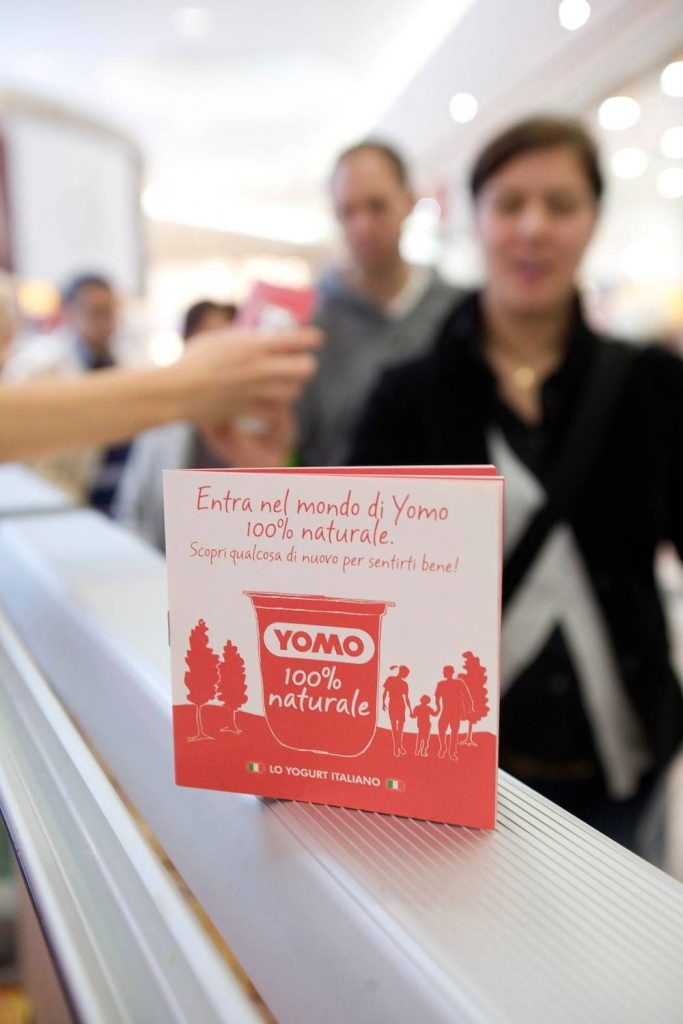 Entra nel mondo di Yomo
100% naturale.
Scopri qualcosa di nuovo per sentirti bene!
YOMO
100%
naturale
LO YOGURT ITALIANO